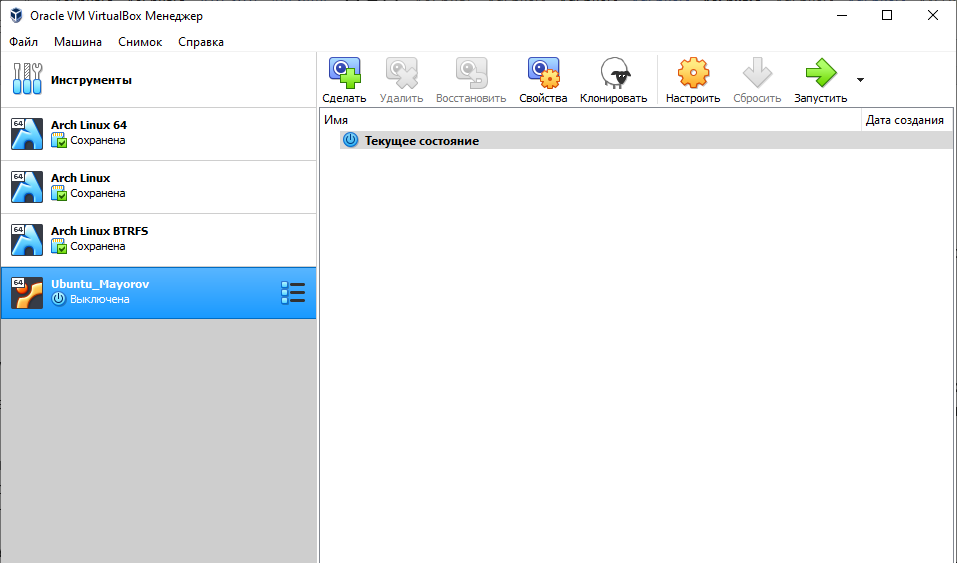 Oracle VM VirtualBox Менеджер
Файл Машина Снимок Справка
Инструменты
Сделать Удалить Восстановить Свойства Клонировать Настроить Сбросить Запустить
Имя Дата создания
Текущее состояние
64 Arch Linux 64
Сохранена
64 Arch Linux
Сохранена
64 Arch Linux BTRFS
Сохранена
64 Ubuntu_Mayorov
Выключена